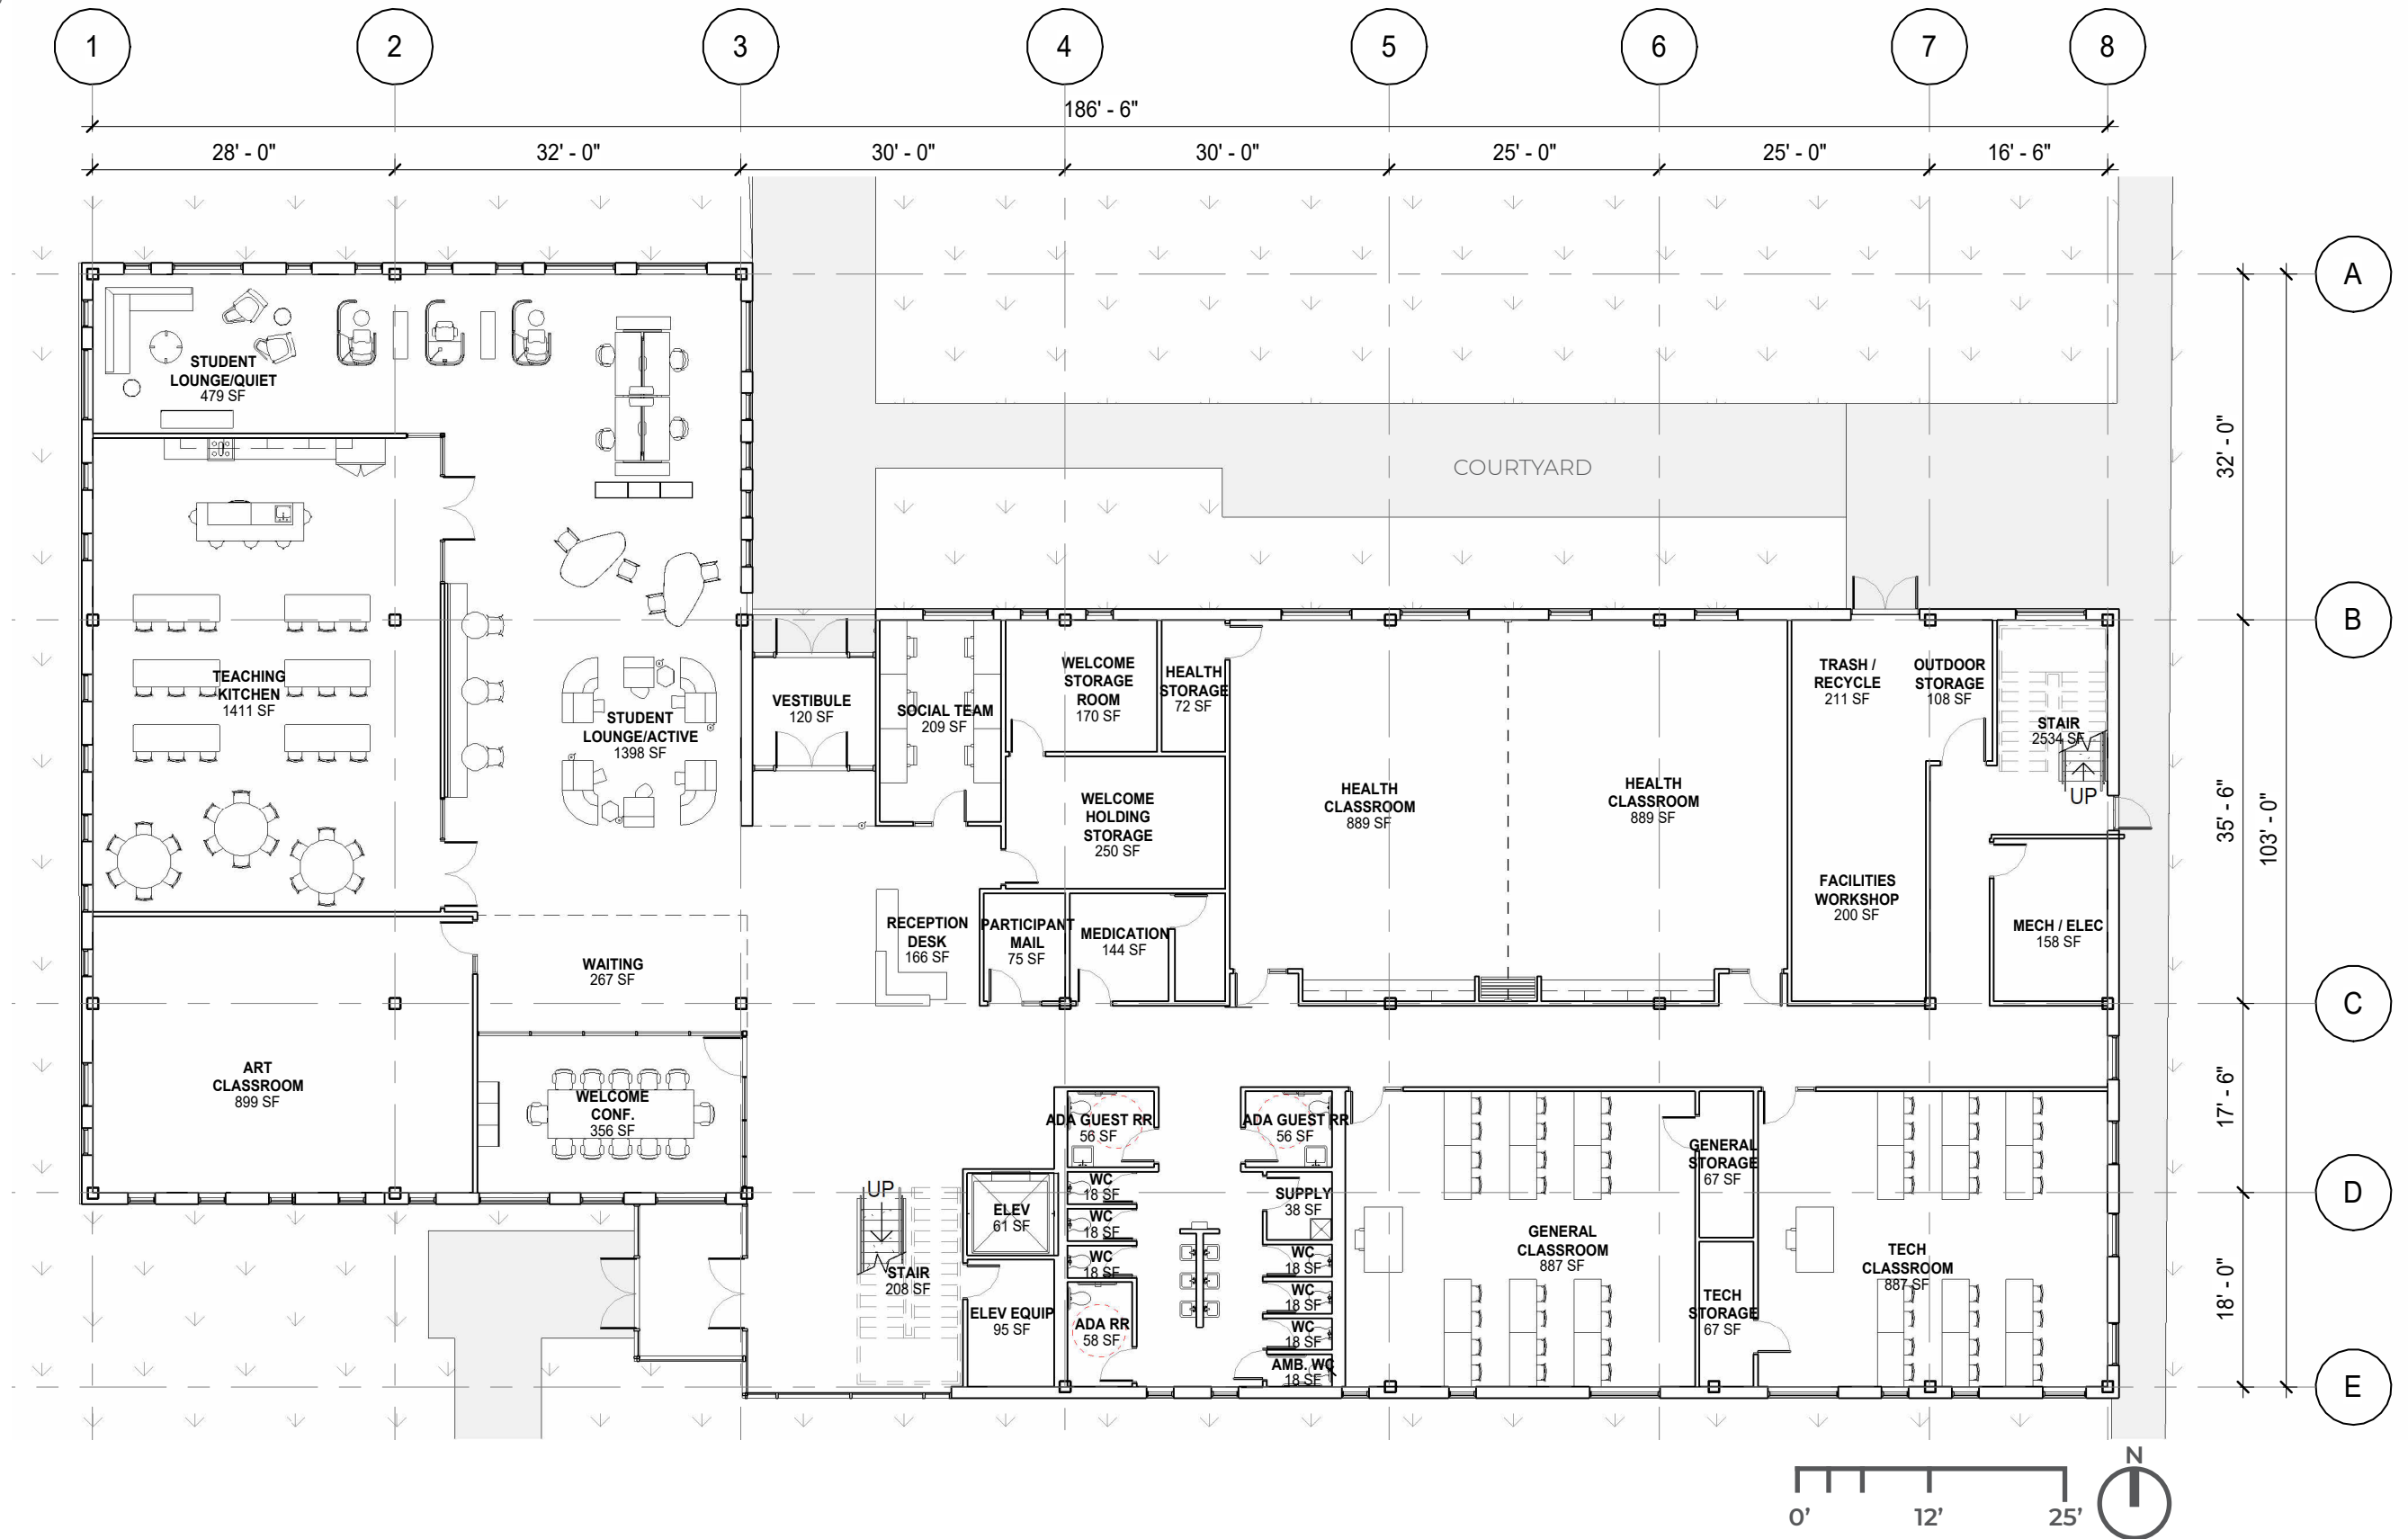 1
2
3
4
5
6
7
8
186' - 6"
28' - 0"
32' - 0"
30' - 0"
30' - 0"
25' - 0"
25' - 0"
16' - 6"
A
B
C
D
E
32' - 0"
35' - 6"
17' - 6"
18' - 0"
103' - 0"
STUDENT
LOUNGE/QUIET
479 SF
COURTYARD
TEACHING
KITCHEN
1411 SF
STUDENT
LOUNGE/ACTIVE
1398 SF
VESTIBULE
120 SF
SOCIAL TEAM
209 SF
WELCOME
STORAGE
ROOM
170 SF
HEALTH
STORAGE
72 SF
WELCOME
HOLDING
STORAGE
250 SF
HEALTH
CLASSROOM
889 SF
HEALTH
CLASSROOM
889 SF
TRASH /
RECYCLE
211 SF
OUTDOOR
STORAGE
108 SF
STAIR
2534 SF
UP
FACILITIES
WORKSHOP
200 SF
MECH / ELEC
158 SF
RECEPTION
DESK
166 SF
PARTICIPANT
MAIL
75 SF
MEDICATION
144 SF
WAITING
267 SF
ART
CLASSROOM
899 SF
WELCOME
CONF.
356 SF
ADA GUEST RR
56 SF
ADA GUEST RR
56 SF
WC
18 SF
WC
18 SF
WC
18 SF
ADA RR
58 SF
SUPPLY
38 SF
WC
18 SF
WC
18 SF
WC
18 SF
AMB. WC
18 SF
UP
STAIR
208 SF
ELEV
61 SF
ELEV EQUIP
95 SF
GENERAL
CLASSROOM
887 SF
GENERAL
STORAGE
67 SF
TECH
STORAGE
67 SF
TECH
CLASSROOM
887 SF
0’
12’
25’
N